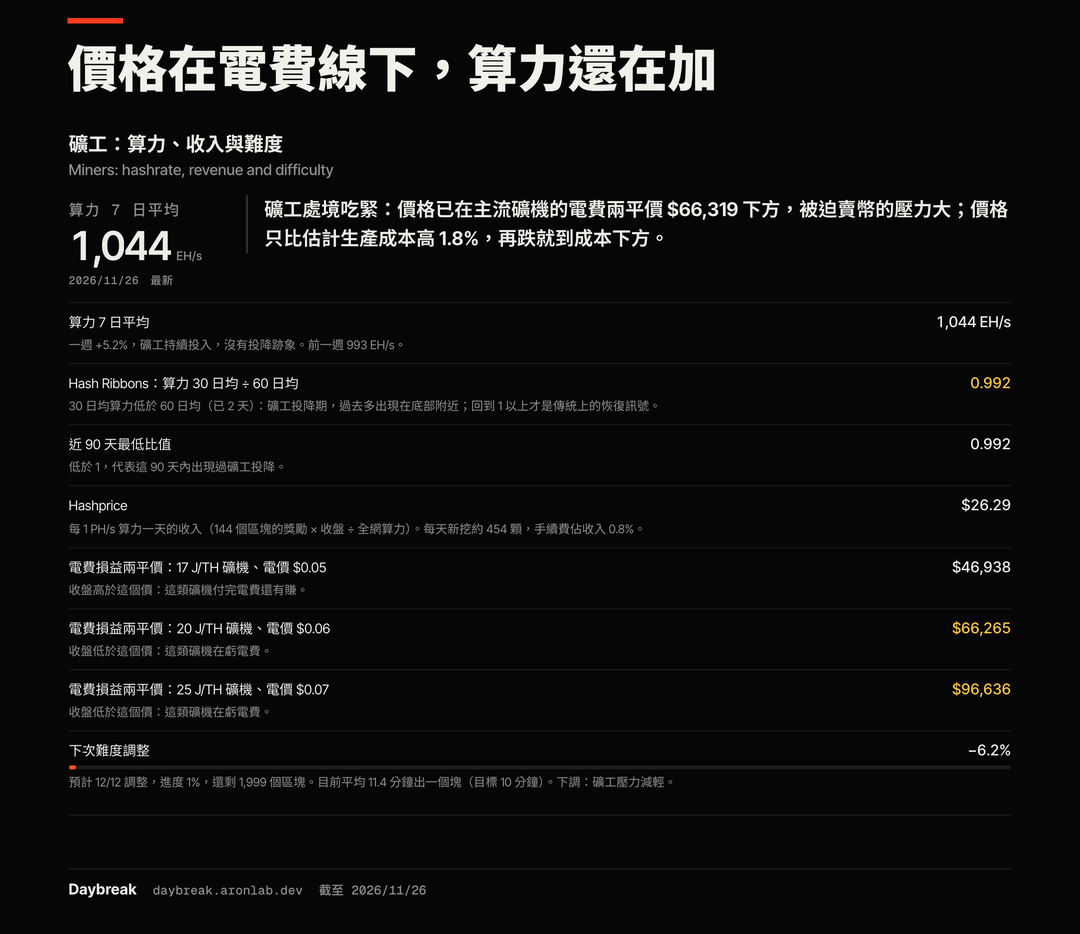 價格在電費線下，算力還在加
礦工：算力、收入與難度
Miners: hashrate, revenue and difficulty
算力 7 日平均
1,044 EH/s
2026/11/26 最新
礦工處境吃緊：價格已在主流礦機的電費兩平價 $66,319 下方，被迫賣幣的壓力大；價格
只比估計生產成本高 1.8%，再跌就到成本下方。
算力 7 日平均
1,044 EH/s
一週 +5.2%，礦工持續投入，沒有投降跡象。前一週 993 EH/s。
Hash Ribbons：算力 30 日均 ÷ 60 日均
0.992
30 日均算力低於 60 日均（已 2 天）：礦工投降期，過去多出現在底部附近；回到 1 以上才是傳統上的恢復訊號。
近 90 天最低比值
0.992
低於 1，代表這 90 天內出現過礦工投降。
Hashprice
$26.29
每 1 PH/s 算力一天的收入（144 個區塊的獎勵 × 收盤 ÷ 全網算力）。每天新挖約 454 顆，手續費佔收入 0.8%。
電費損益兩平價：17 J/TH 礦機、電價 $0.05
$46,938
收盤高於這個價：這類礦機付完電費還有賺。
電費損益兩平價：20 J/TH 礦機、電價 $0.06
$66,265
收盤低於這個價：這類礦機在虧電費。
電費損益兩平價：25 J/TH 礦機、電價 $0.07
$96,636
收盤低於這個價：這類礦機在虧電費。
下次難度調整
−6.2%
預計 12/12 調整，進度 1%，還剩 1,999 個區塊。目前平均 11.4 分鐘出一個塊（目標 10 分鐘）。下調：礦工壓力減輕。
Daybreak daybreak.aronlab.dev 截至 2026/11/26